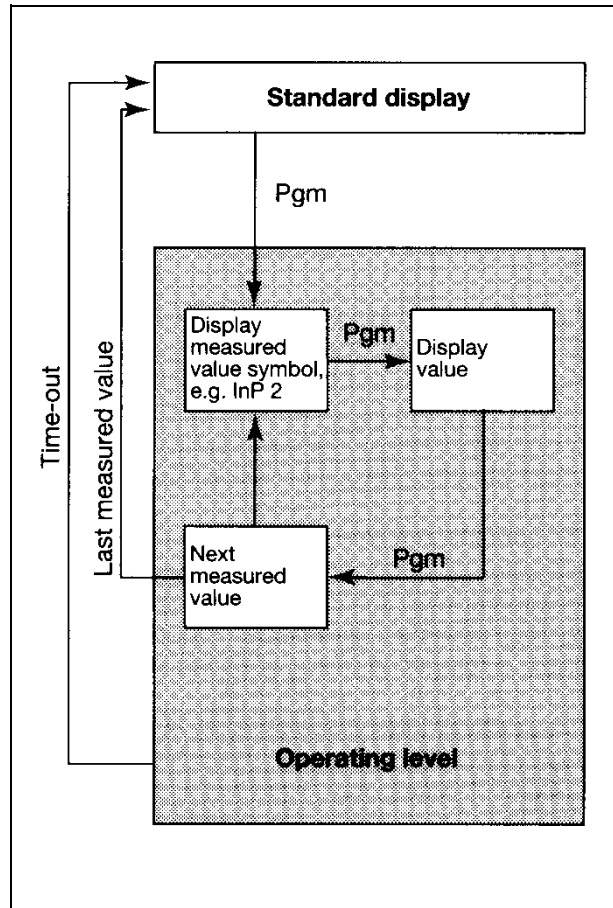 Standard display
Pgm
Display
measured
value symbol,
e.g. InP 2
Pgm
Display
value
Time-out
Last measured value
Next
measured
value
Pgm
Operating level